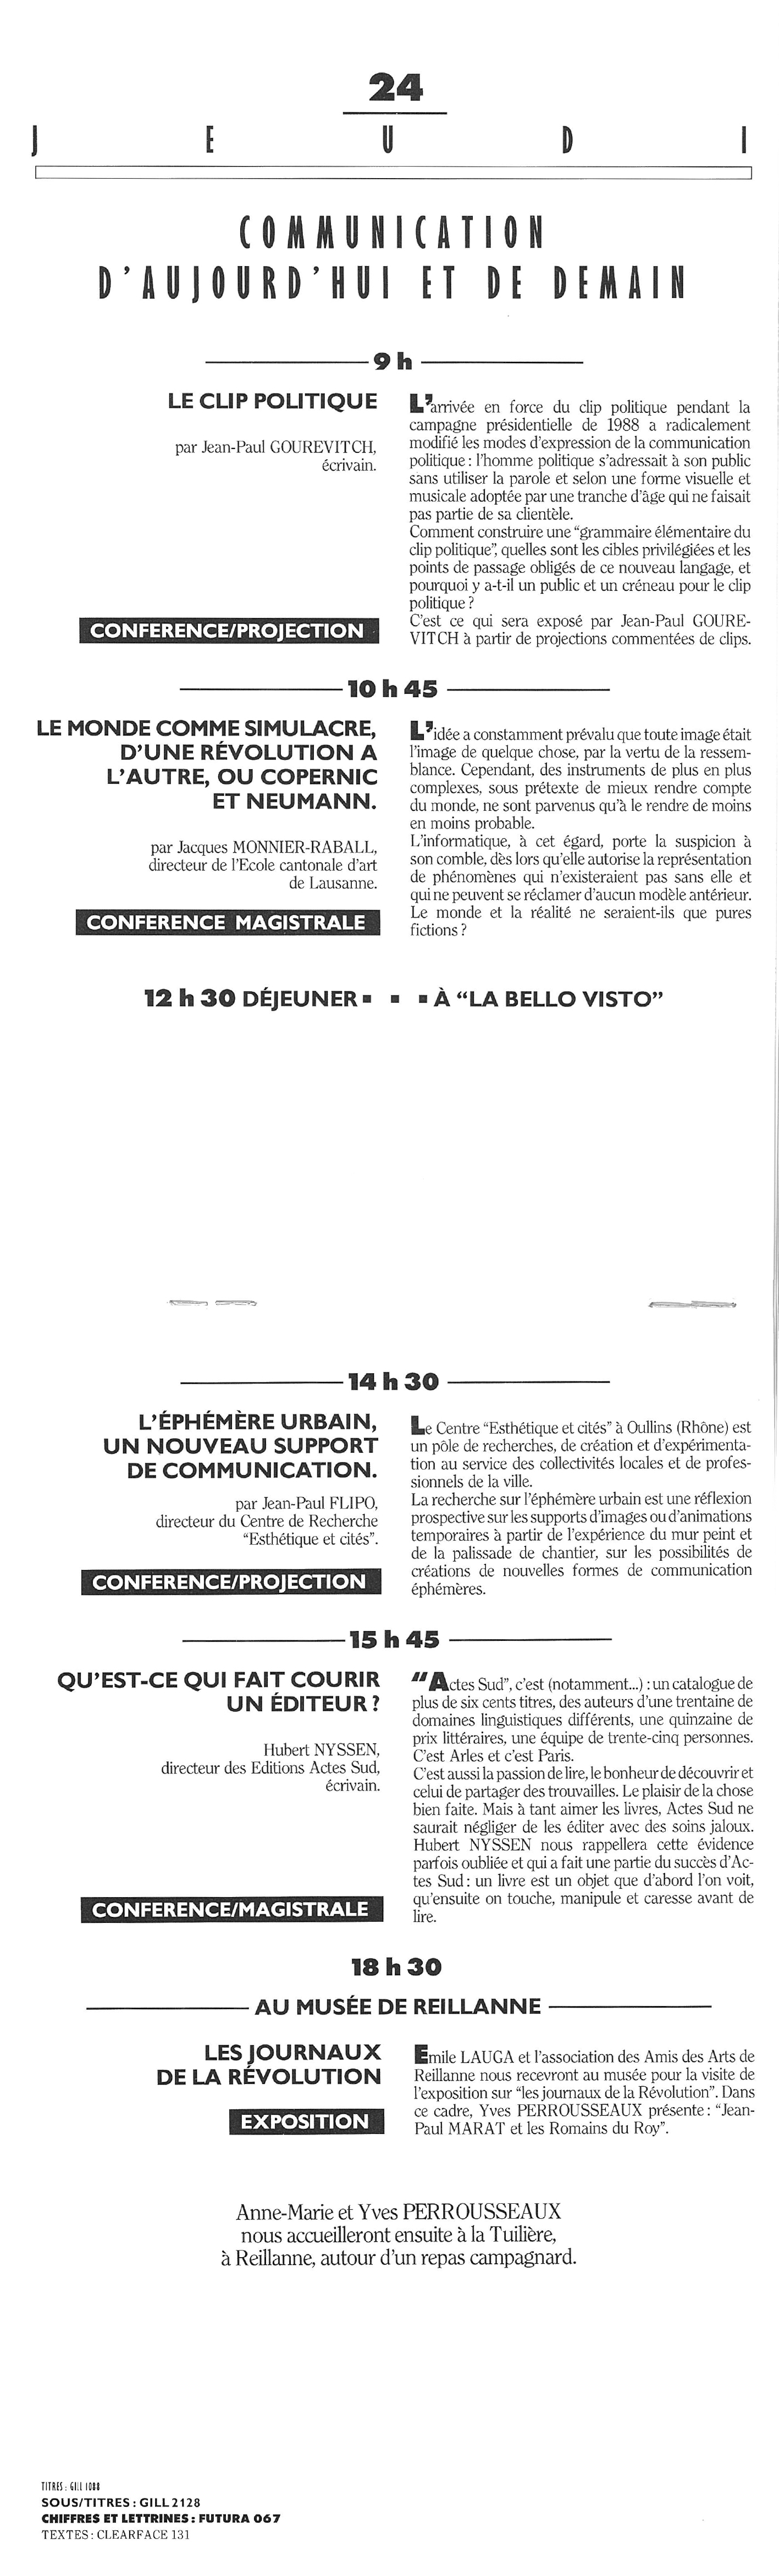 24
JEUDI
COMMUNICATION
D'AUJOURD'HUI ET DE DEMAIN
9 h
LE CLIP POLITIQUE
par Jean-Paul GOUREVITCH,
écrivain.
CONFERENCE/PROJECTION
L'arrivée en force du clip politique pendant la
campagne présidentielle de 1988 a radicalement
modifié les modes d'expression de la communication
politique : l'homme politique s'adressait à son public
sans utiliser la parole et selon une forme visuelle et
musicale adoptée par une tranche d'âge qui ne faisait
pas partie de sa clientèle.
Comment construire une "grammaire élémentaire du
clip politique", quelles sont les cibles privilégiées et les
points de passage obligés de ce nouveau langage, et
pourquoi y a-t-il un public et un créneau pour le clip
politique ?
C'est ce qui sera exposé par Jean-Paul GOURE-
VITCH à partir de projections commentées de clips.
10 h 45
LE MONDE COMME SIMULACRE,
D'UNE RÉVOLUTION A
L'AUTRE, OU COPERNIC
ET NEUMANN.
par Jacques MONNIER-RABALL,
directeur de l'Ecole cantonale d'art
de Lausanne.
CONFERENCE MAGISTRALE
L'idée a constamment prévalu que toute image était
l'image de quelque chose, par la vertu de la ressem-
blance. Cependant, des instruments de plus en plus
complexes, sous prétexte de mieux rendre compte
du monde, ne sont parvenus qu'à le rendre de moins
en moins probable.
L'informatique, à cet égard, porte la suspicion à
son comble, dès lors qu'elle autorise la représentation
de phénomènes qui n'existeraient pas sans elle et
qui ne peuvent se réclamer d'aucun modèle antérieur.
Le monde et la réalité ne seraient-ils que pures
fictions ?
12 h 30 DÉJEUNER ▪ ▪ ▪ À "LA BELLO VISTO"
14 h 30
L'ÉPHÉMÈRE URBAIN,
UN NOUVEAU SUPPORT
DE COMMUNICATION.
par Jean-Paul FLIPO,
directeur du Centre de Recherche
"Esthétique et cités".
CONFERENCE/PROJECTION
Le Centre "Esthétique et cités" à Oullins (Rhône) est
un pôle de recherches, de création et d'expérimenta-
tion au service des collectivités locales et de profes-
sionnels de la ville.
La recherche sur l'éphémère urbain est une réflexion
prospective sur les supports d'images ou d'animations
temporaires à partir de l'expérience du mur peint et
de la palissade de chantier, sur les possibilités de
créations de nouvelles formes de communication
éphémères.
15 h 45
QU'EST-CE QUI FAIT COURIR
UN ÉDITEUR ?
Hubert NYSSEN,
directeur des Editions Actes Sud,
écrivain.
CONFERENCE/MAGISTRALE
"Actes Sud", c'est (notamment...) : un catalogue de
plus de six cents titres, des auteurs d'une trentaine de
domaines linguistiques différents, une quinzaine de
prix littéraires, une équipe de trente-cinq personnes.
C'est Arles et c'est Paris.
C'est aussi la passion de lire, le bonheur de découvrir et
celui de partager des trouvailles. Le plaisir de la chose
bien faite. Mais à tant aimer les livres, Actes Sud ne
saurait négliger de les éditer avec des soins jaloux.
Hubert NYSSEN nous rappellera cette évidence
parfois oubliée et qui a fait une partie du succès d'Ac-
tes Sud : un livre est un objet que d'abord l'on voit,
qu'ensuite on touche, manipule et caresse avant de
lire.
18 h 30
AU MUSÉE DE REILLANNE
LES JOURNAUX
DE LA RÉVOLUTION
EXPOSITION
Emile LAUGA et l'association des Amis des Arts de
Reillanne nous recevront au musée pour la visite de
l'exposition sur "les journaux de la Révolution". Dans
ce cadre, Yves PERROUSSEAUX présente : "Jean-
Paul MARAT et les Romains du Roy".
Anne-Marie et Yves PERROUSSEAUX
nous accueilleront ensuite à la Tuilière,
à Reillanne, autour d'un repas campagnard.
TITRES : GILL 1088
SOUS/TITRES : GILL 2128
CHIFFRES ET LETTRINES : FUTURA 067
TEXTES : CLEARFACE 131